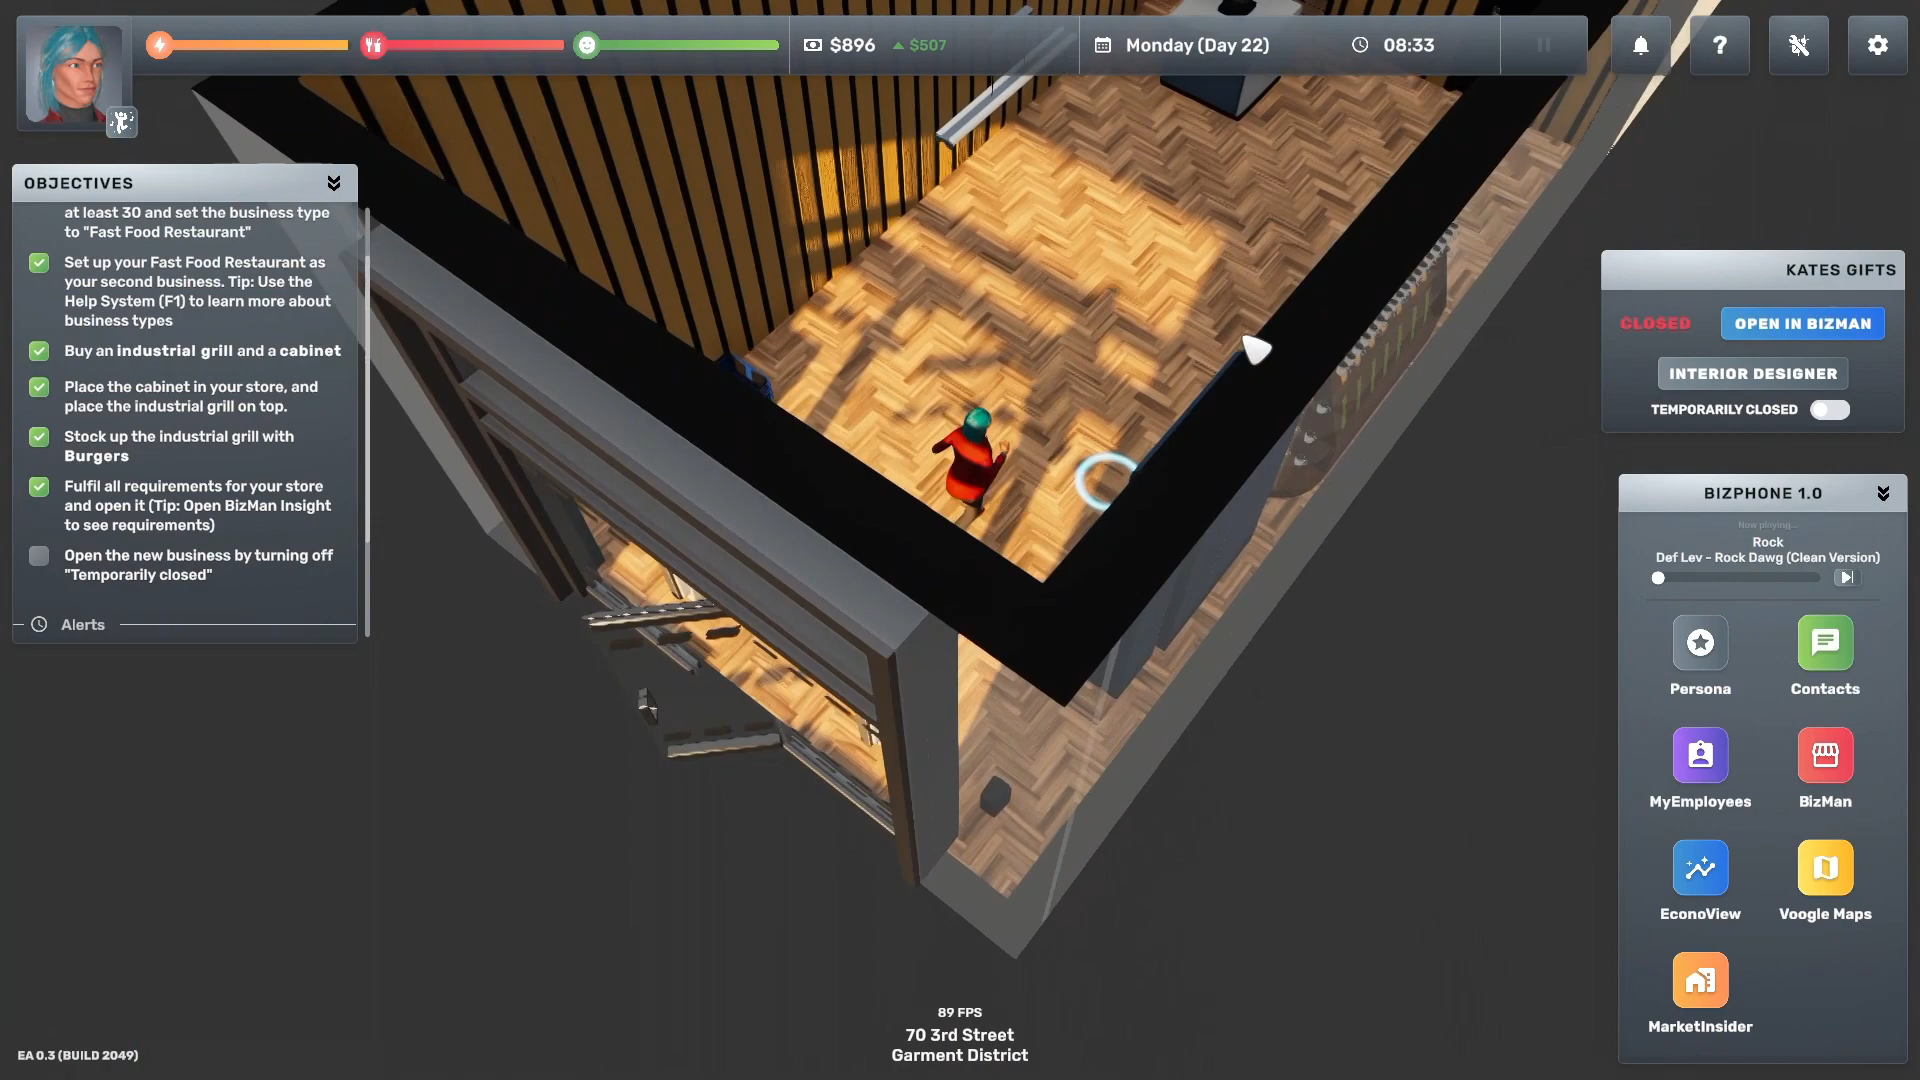 $896
$507
Monday (Day 22)
08:33
?
OBJECTIVES
at least 30 and set the business type
to "Fast Food Restaurant"
Set up your Fast Food Restaurant as
your second business. Tip: Use the
Help System (F1) to learn more about
business types
Buy an industrial grill and a cabinet
Place the cabinet in your store, and
place the industrial grill on top.
Stock up the industrial grill with
Burgers
Fulfil all requirements for your store
and open it (Tip: Open BizMan Insight
to see requirements)
Open the new business by turning off
"Temporarily closed"
Alerts
KATES GIFTS
CLOSED
OPEN IN BIZMAN
INTERIOR DESIGNER
TEMPORARILY CLOSED
BIZPHONE 1.0
Now playing...
Rock
Def Lev - Rock Dawg (Clean Version)
Persona
Contacts
MyEmployees
BizMan
EconoView
Voogle Maps
MarketInsider
89 FPS
70 3rd Street
Garment District
EA 0.3 (BUILD 2049)